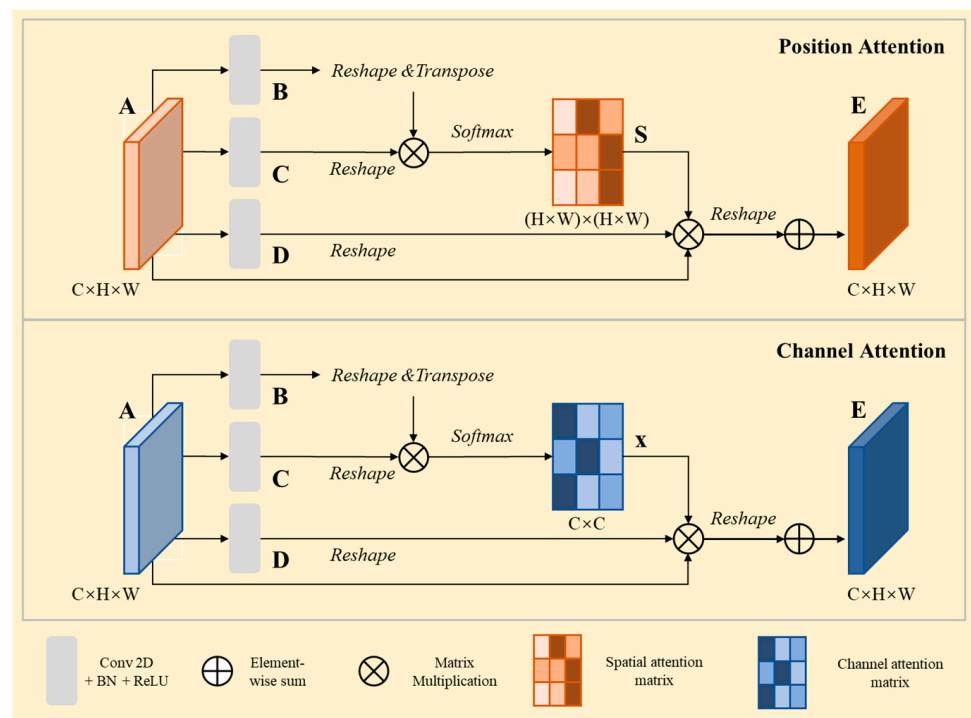 Position Attention
B
Reshape &Transpose
A
E
Softmax
S
C
Reshape
(H×W)×(H×W)
Reshape
D
Reshape
C×H×W
C×H×W
Channel Attention
B
Reshape &Transpose
A
E
Softmax
x
C
Reshape
C×C
Reshape
D
Reshape
C×H×W
C×H×W
Conv 2D
+ BN + ReLU
Element-
wise sum
Matrix
Multiplication
Spatial attention
matrix
Channel attention
matrix